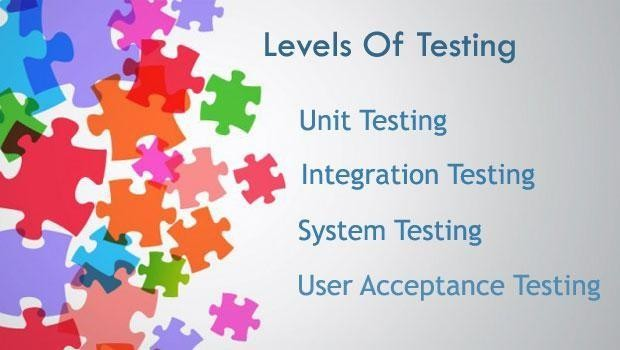 Levels Of Testing
Unit Testing
Integration Testing
System Testing
User Acceptance Testing